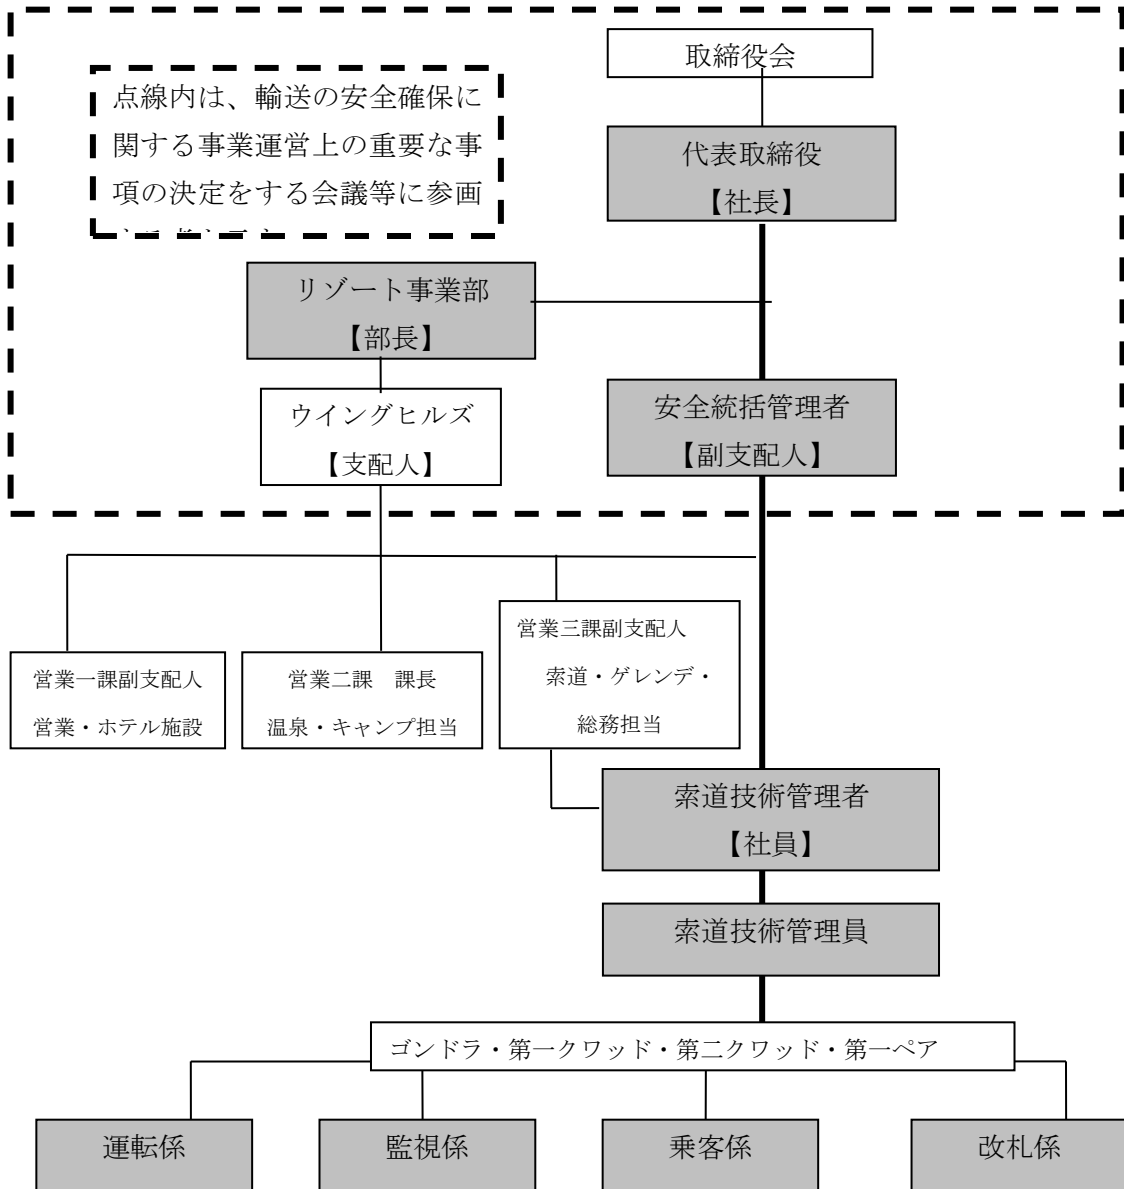 取締役会
点線内は、輸送の安全確保に
関する事業運営上の重要な事
項の決定をする会議等に参画
代表取締役
【社長】
リゾート事業部
【部長】
ウイングヒルズ
【支配人】
安全統括管理者
【副支配人】
営業一課副支配人
営業・ホテル施設
営業二課　課長
温泉・キャンプ担当
営業三課副支配人
索道・ゲレンデ・
総務担当
索道技術管理者
【社員】
索道技術管理員
ゴンドラ・第一クワッド・第二クワッド・第一ペア
運転係
監視係
乗客係
改札係